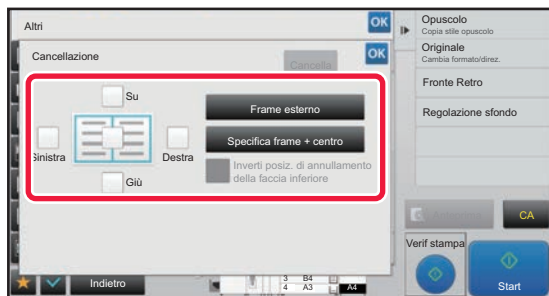 Altri
OK
Opuscolo
Copia stile opuscolo
Cancellazione
Cancella
OK
Originale
Cambia formato/direz.
Su
Frame esterno
Fronte Retro
Specifica frame + centro
Regolazione sfondo
Sinistra
Destra
Inverti posiz. di annullamento
della faccia inferiore
Giù
CA
Verif stampa
Indietro
3 B4
4 A3
A4
Start